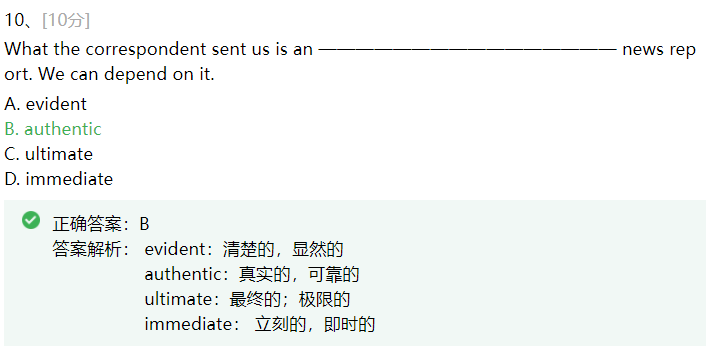 10、[10分]
What the correspondent sent us is an ———————————————— news rep
ort. We can depend on it.
A. evident
B. authentic
C. ultimate
D. immediate
正确答案：B
答案解析： evident：清楚的，显然的
authentic：真实的，可靠的
ultimate：最终的；极限的
immediate： 立刻的，即时的